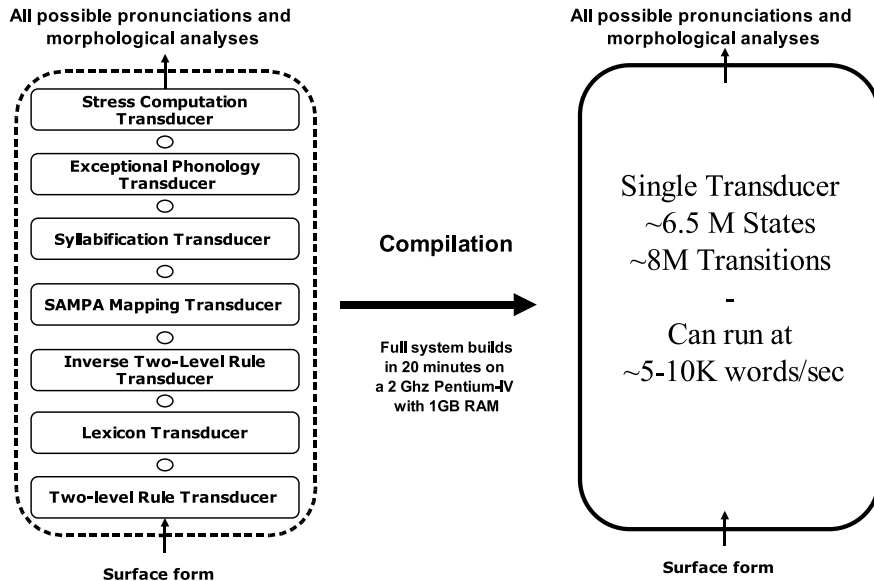 All possible pronunciations and
morphological analyses
Stress Computation
Transducer
Exceptional Phonology
Transducer
Syllabification Transducer
SAMPA Mapping Transducer
Inverse Two-Level Rule
Transducer
Lexicon Transducer
Two-level Rule Transducer
Surface form
Compilation
Full system builds
in 20 minutes on
a 2 Ghz Pentium-IV
with 1GB RAM
All possible pronunciations and
morphological analyses
Single Transducer
~6.5 M States
~8M Transitions
-
Can run at
~5-10K words/sec
Surface form